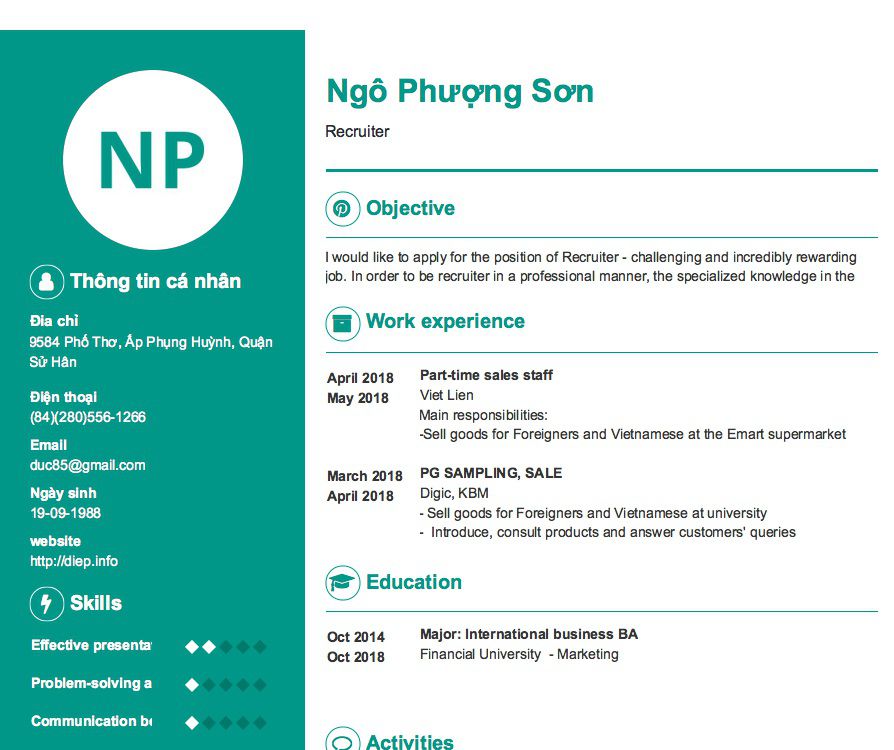 NP
Thông tin cá nhân
Địa chỉ
9584 Phố Thơ, Ấp Phụng Huỳnh, Quận
Sử Hân
Điện thoại
(84)(280)556-1266
Email
duc85@gmail.com
Ngày sinh
19-09-1988
website
http://diep.info
Skills
Effective presenta
Problem-solving a
Communication be
Ngô Phượng Sơn
Recruiter
Objective
I would like to apply for the position of Recruiter - challenging and incredibly rewarding
job. In order to be recruiter in a professional manner, the specialized knowledge in the
Work experience
April 2018
May 2018
Part-time sales staff
Viet Lien
Main responsibilities:
-Sell goods for Foreigners and Vietnamese at the Emart supermarket
March 2018
April 2018
PG SAMPLING, SALE
Digic, KBM
- Sell goods for Foreigners and Vietnamese at university
-  Introduce, consult products and answer customers' queries
Education
Oct 2014
Oct 2018
Major: International business BA
Financial University  - Marketing
Activities